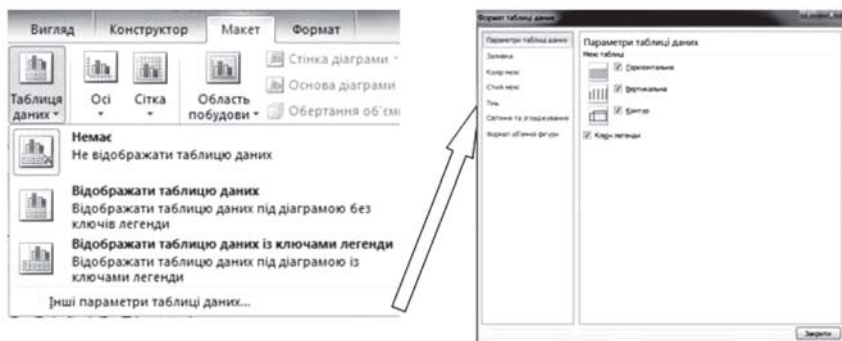 Вигляд Конструктор Макет Формат
Таблиця даних
Осі
Сітка
Область побудови
Стінка діаграми
Основа діаграми
Обертання об'єм
Немає
Не відображати таблицю даних
Відображати таблицю даних
Відображати таблицю даних під діаграмою без
ключів легенди
Відображати таблицю даних із ключами легенди
Відображати таблицю даних під діаграмою із
ключами легенди
Інші параметри таблиці даних...
Формат таблиці даних
Параметри таблиці даних
Заливка
Колір межі
Стилі межі
Тінь
Світіння та згладжування
Формат об'ємної фігури
Параметри таблиці даних
Межі таблиці
Горизонтальна
Вертикальна
Контур
Ключі легенди
Закрити